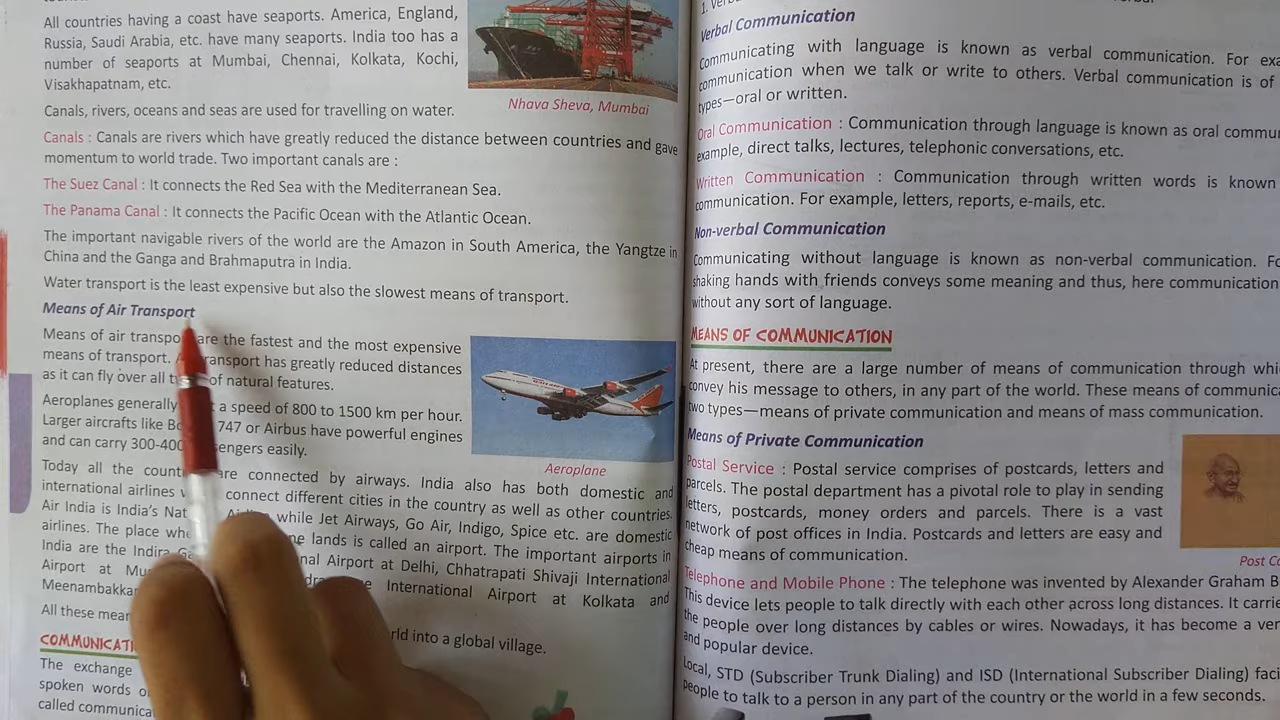 All countries having a coast have seaports. America, England,
Russia, Saudi Arabia, etc. have many seaports. India too has a
number of seaports at Mumbai, Chennai, Kolkata, Kochi,
Visakhapatnam, etc.
Nhava Sheva, Mumbai
Canals, rivers, oceans and seas are used for travelling on water.
Canals : Canals are rivers which have greatly reduced the distance between countries and gave
momentum to world trade. Two important canals are :
The Suez Canal : It connects the Red Sea with the Mediterranean Sea.
The Panama Canal : It connects the Pacific Ocean with the Atlantic Ocean.
The important navigable rivers of the world are the Amazon in South America, the Yangtze in
China and the Ganga and Brahmaputra in India.
Water transport is the least expensive but also the slowest means of transport.
Means of Air Transport
Means of air transpo are the fastest and the most expensive
means of transport. transport has greatly reduced distances
as it can fly over all of natural features.
Aeroplanes generally a speed of 800 to 1500 km per hour.
Larger aircrafts like 747 or Airbus have powerful engines
and can carry 300-400 engers easily.
Aeroplane
Today all the count are connected by airways. India also has both domestic and
international airlines connect different cities in the country as well as other countries.
Air India is India's while Jet Airways, Go Air, Indigo, Spice etc. are domestic
airlines. The place lands is called an airport. The important airports in
India are the Indira Airport at Delhi, Chhatrapati Shivaji International
Airport at International Airport at Kolkata and
Meenambakka
All these mean into a global village.
COMMUNICATI
The exchange
spoken words
called communica
Verbal Communication
Communicating with language is known as verbal communication. For exa
communication when we talk or write to others. Verbal communication is of
types—oral or written.
Oral Communication : Communication through language is known as oral commu
example, direct talks, lectures, telephonic conversations, etc.
Written Communication : Communication through written words is known
communication. For example, letters, reports, e-mails, etc.
Non-verbal Communication
Communicating without language is known as non-verbal communication. Fo
shaking hands with friends conveys some meaning and thus, here communication
without any sort of language.
MEANS OF COMMUNICATION
At present, there are a large number of means of communication through whi
convey his message to others, in any part of the world. These means of communica
two types—means of private communication and means of mass communication.
Means of Private Communication
Postal Service : Postal service comprises of postcards, letters and
parcels. The postal department has a pivotal role to play in sending
letters, postcards, money orders and parcels. There is a vast
network of post offices in India. Postcards and letters are easy and
cheap means of communication.
Post C
Telephone and Mobile Phone : The telephone was invented by Alexander Graham B
This device lets people to talk directly with each other across long distances. It carrie
the people over long distances by cables or wires. Nowadays, it has become a ver
and popular device.
Local, STD (Subscriber Trunk Dialing) and ISD (International Subscriber Dialing) faci
people to talk to a person in any part of the country or the world in a few seconds.